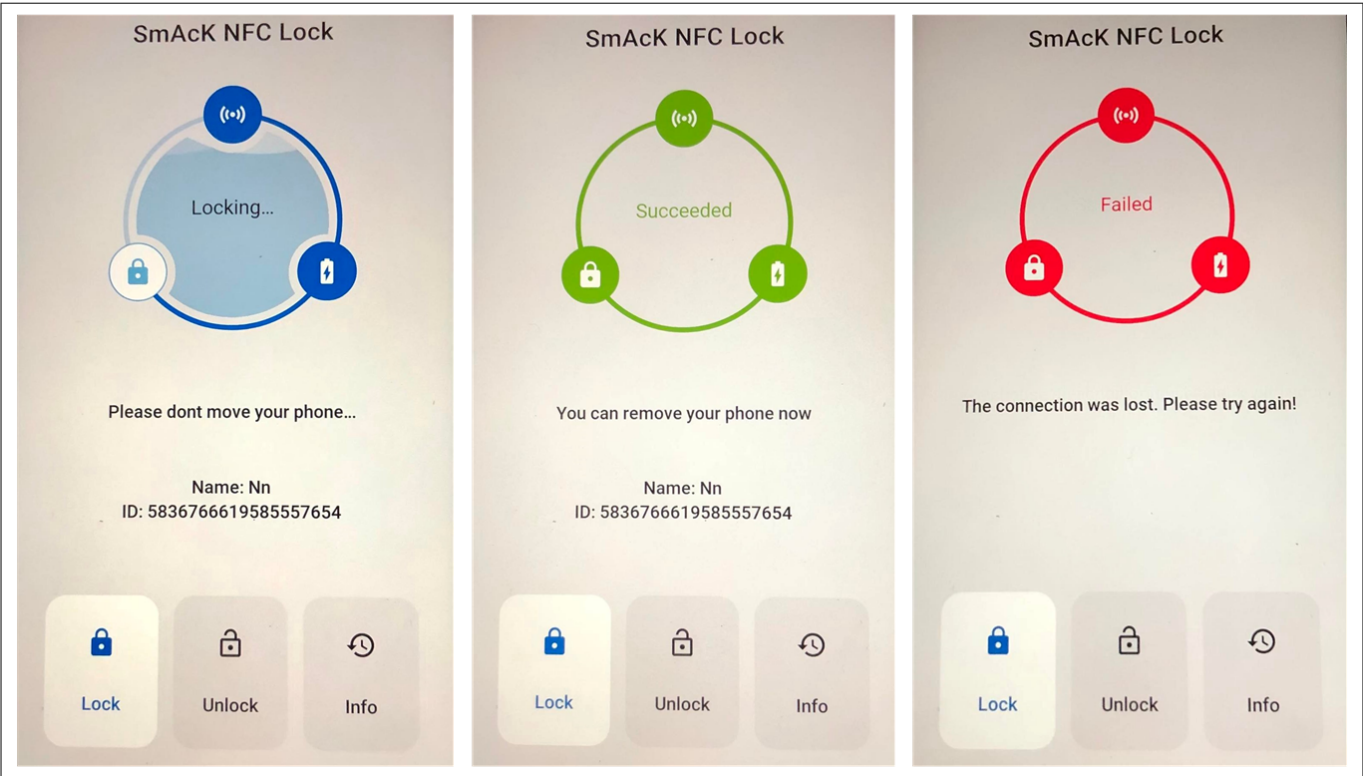 SmAcK NFC Lock
Locking...
Please dont move your phone...
Name: Nn
ID: 5836766619585557654
Lock
Unlock
Info
SmAcK NFC Lock
Succeeded
You can remove your phone now
Name: Nn
ID: 5836766619585557654
Lock
Unlock
Info
SmAcK NFC Lock
Failed
The connection was lost. Please try again!
Lock
Unlock
Info